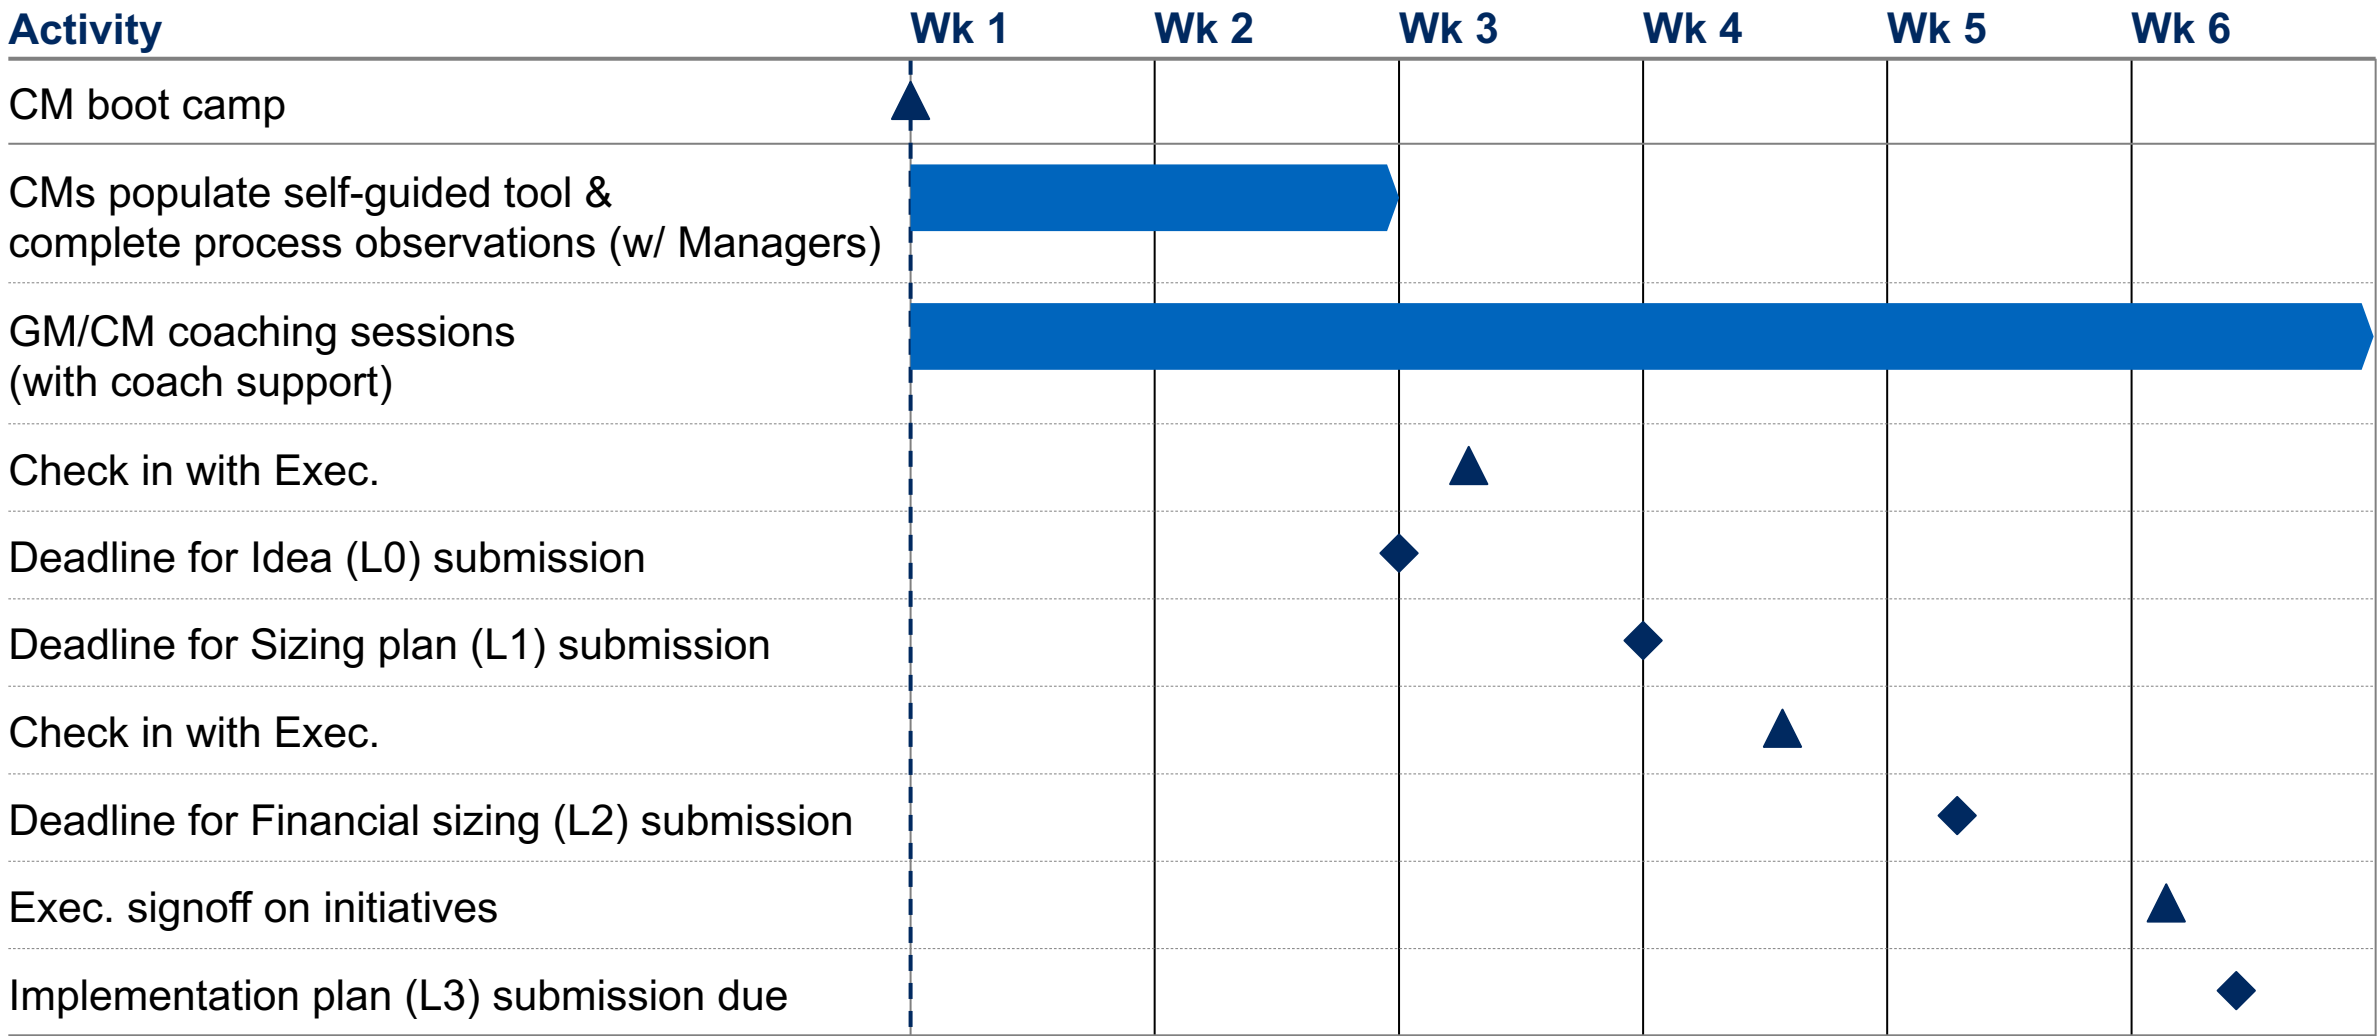 Activity Wk 1 Wk 2 Wk 3 Wk 4 Wk 5 Wk 6
CM boot camp
CMs populate self-guided tool &
complete process observations (w/ Managers)
GM/CM coaching sessions
(with coach support)
Check in with Exec.
Deadline for Idea (L0) submission
Deadline for Sizing plan (L1) submission
Check in with Exec.
Deadline for Financial sizing (L2) submission
Exec. signoff on initiatives
Implementation plan (L3) submission due